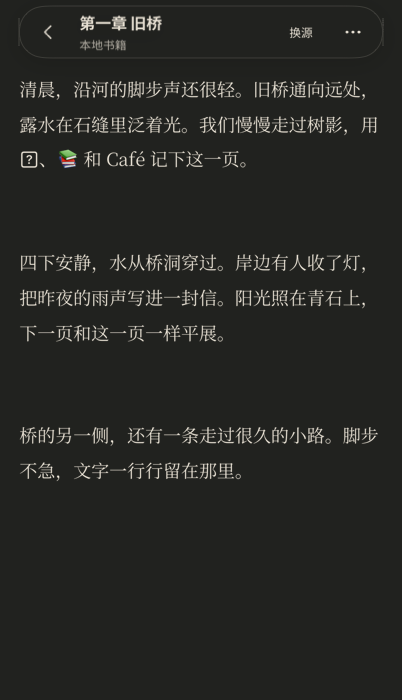 第一章 旧桥
本地书籍
换源
清晨，沿河的脚步声还很轻。旧桥通向远处，
露水在石缝里泛着光。我们慢慢走过树影，用
、📚 和 Café 记下这一页。
四下安静，水从桥洞穿过。岸边有人收了灯，
把昨夜的雨声写进一封信。阳光照在青石上，
下一页和这一页一样平展。
桥的另一侧，还有一条走过很久的小路。脚步
不急，文字一行行留在那里。